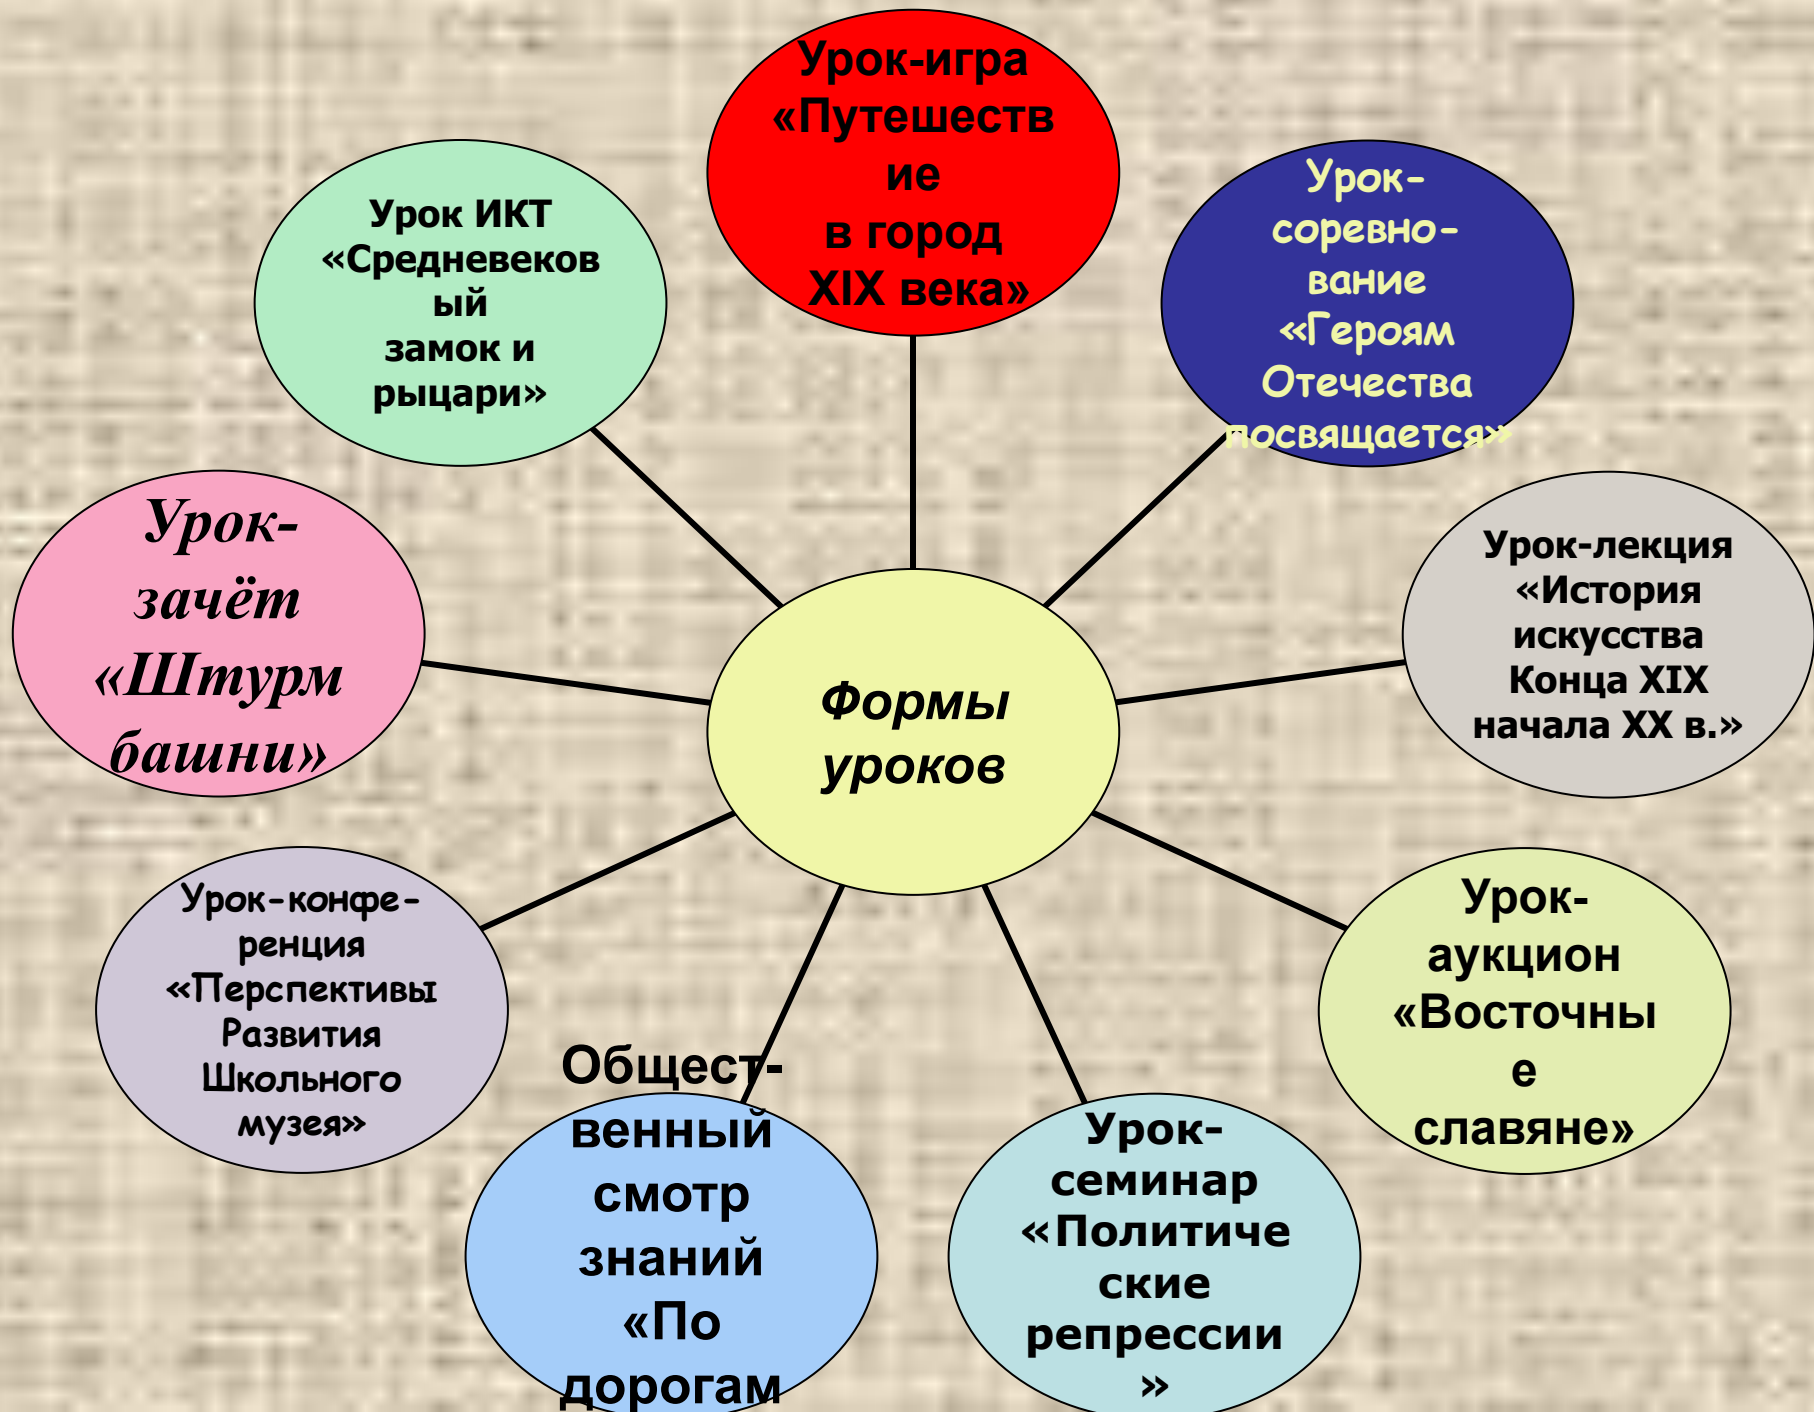 Урок-игра
«Путешеств
ие
в город
XIX века»
Урок-
соревно-
вание
«Героям
Отечества
посвящается»
Урок-лекция
«История
искусства
Конца XIX
начала XX в.»
Урок-
аукцион
«Восточны
е
славяне»
Урок-
семинар
«Политиче
ские
репрессии
»
Общест-
венный
смотр
знаний
«По
дорогам
Урок-конфе-
ренция
«Перспективы
Развития
Школьного
музея»
Урок-
зачёт
«Штурм
башни»
Урок ИКТ
«Средневеков
ый
замок и
рыцари»
Формы
уроков